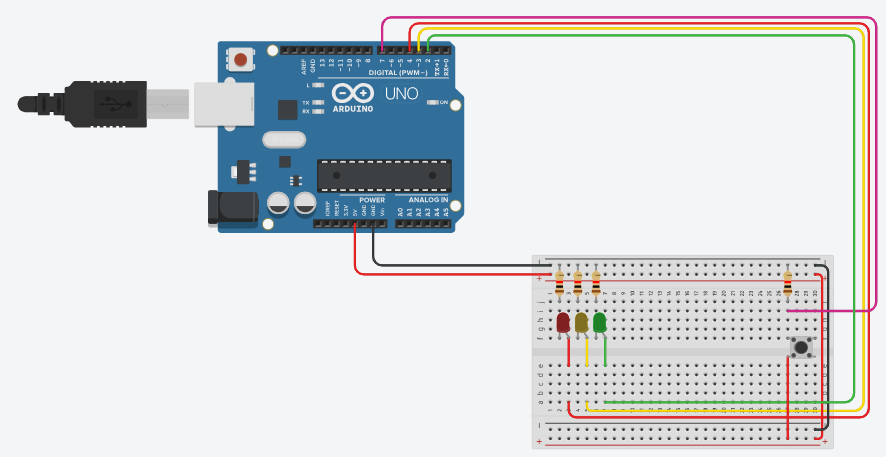 AREF
GND
13
12
~11
~10
~9
8
7
~6
~5
4
~3
2
TX→1
RX←0
DIGITAL (PWM~)
L
TX
RX
UNO
ARDUINO
ON
POWER
ANALOG IN
IOREF
RESET
3.3V
5V
GND
GND
Vin
A0
A1
A2
A3
A4
A5
j
i
h
g
f
e
d
c
b
a